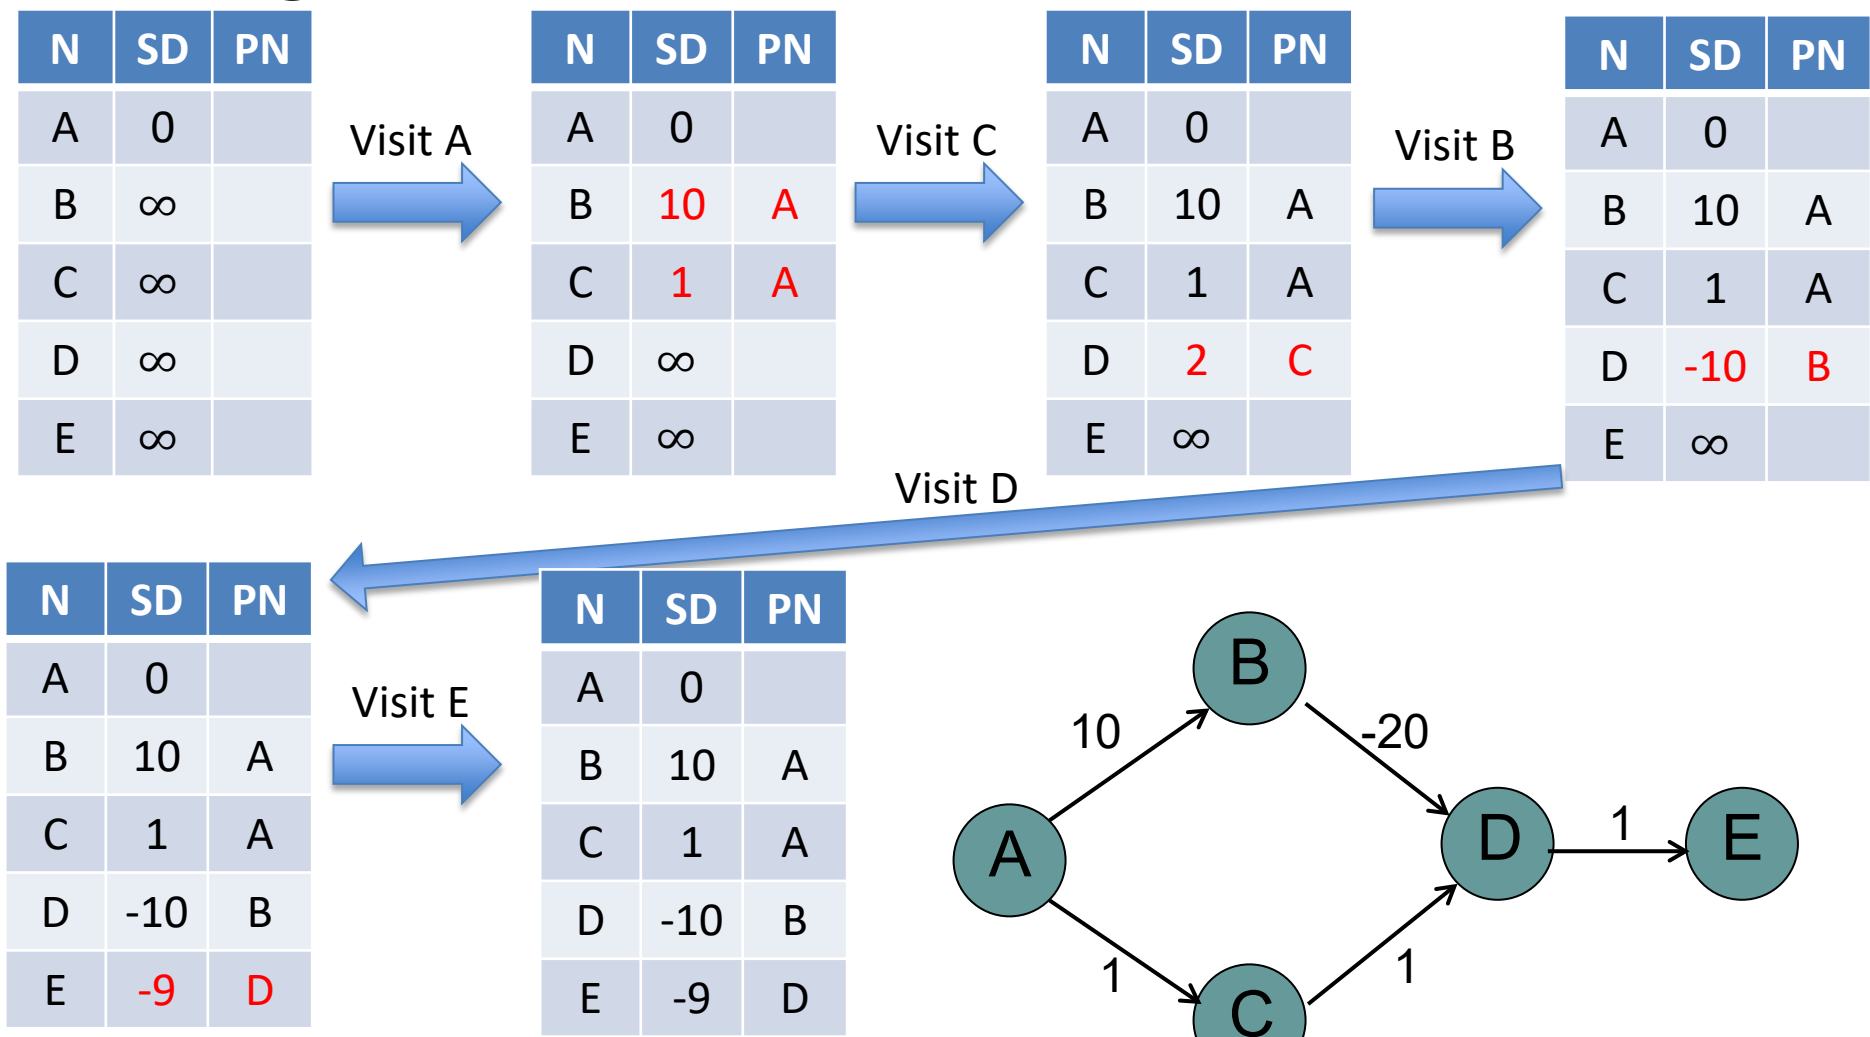 N SD PN
A 0
B ∞
C ∞
D ∞
E ∞
Visit A
N SD PN
A 0
B 10 A
C 1 A
D ∞
E ∞
Visit C
N SD PN
A 0
B 10 A
C 1 A
D 2 C
E ∞
Visit B
N SD PN
A 0
B 10 A
C 1 A
D -10 B
E ∞
Visit D
N SD PN
A 0
B 10 A
C 1 A
D -10 B
E -9 D
Visit E
N SD PN
A 0
B 10 A
C 1 A
D -10 B
E -9 D
B
10
-20
A
D
1
E
1
1
C